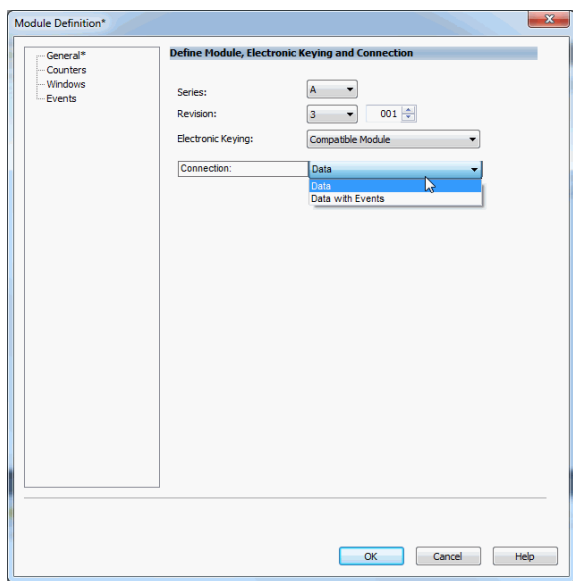 Module Definition*
General*
Counters
Windows
Events
Define Module, Electronic Keying and Connection
Series: A
Revision: 3 001
Electronic Keying: Compatible Module
Connection: Data
Data
Data with Events
OK Cancel Help